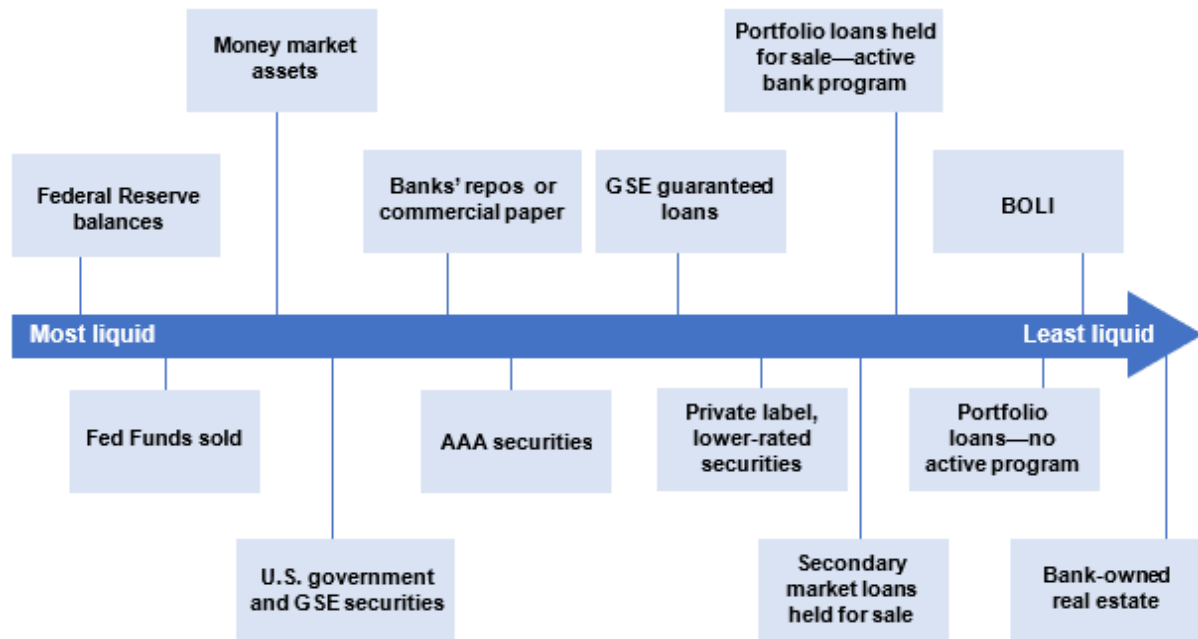 Money market
assets
Portfolio loans held
for sale—active
bank program
Federal Reserve
balances
Banks’ repos or
commercial paper
GSE guaranteed
loans
BOLI
Most liquid
Least liquid
Fed Funds sold
AAA securities
Private label,
lower-rated
securities
Portfolio
loans—no
active program
U.S. government
and GSE securities
Secondary
market loans
held for sale
Bank-owned
real estate